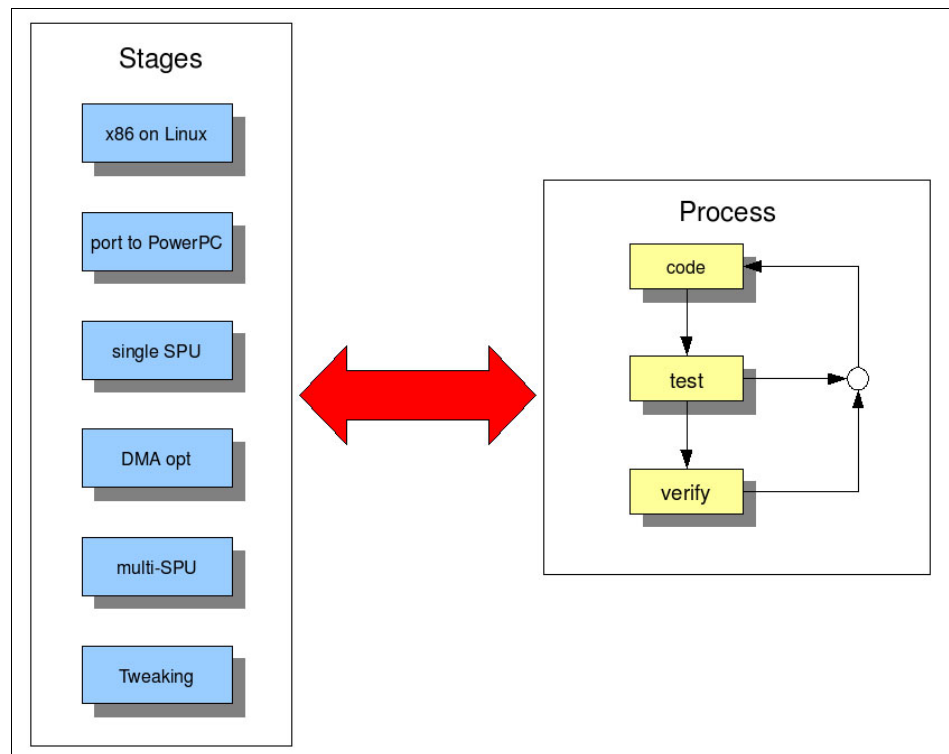 Stages
x86 on Linux
port to PowerPC
single SPU
DMA opt
multi-SPU
Tweaking
Process
code
test
verify